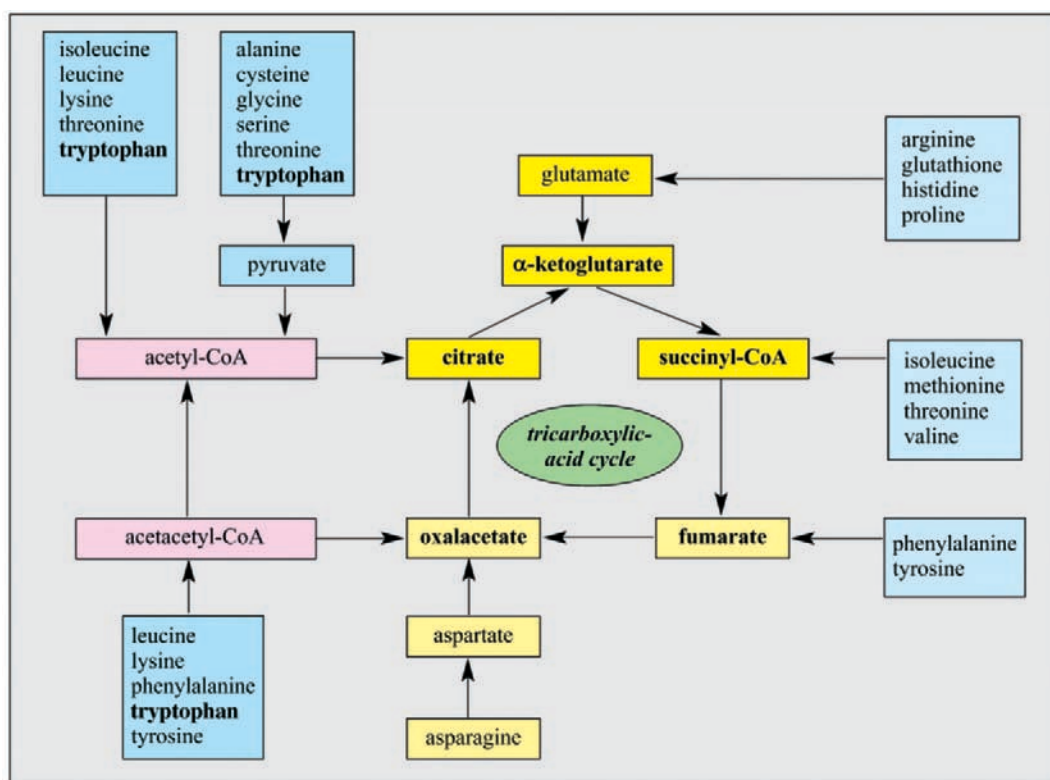 isoleucine
leucine
lysine
threonine
tryptophan
alanine
cysteine
glycine
serine
threonine
tryptophan
arginine
glutathione
histidine
proline
glutamate
pyruvate
α-ketoglutarate
acetyl-CoA
citrate
succinyl-CoA
isoleucine
methionine
threonine
valine
tricarboxylic-
acid cycle
acetacetyl-CoA
oxalacetate
fumarate
phenylalanine
tyrosine
leucine
lysine
phenylalanine
tryptophan
tyrosine
aspartate
asparagine